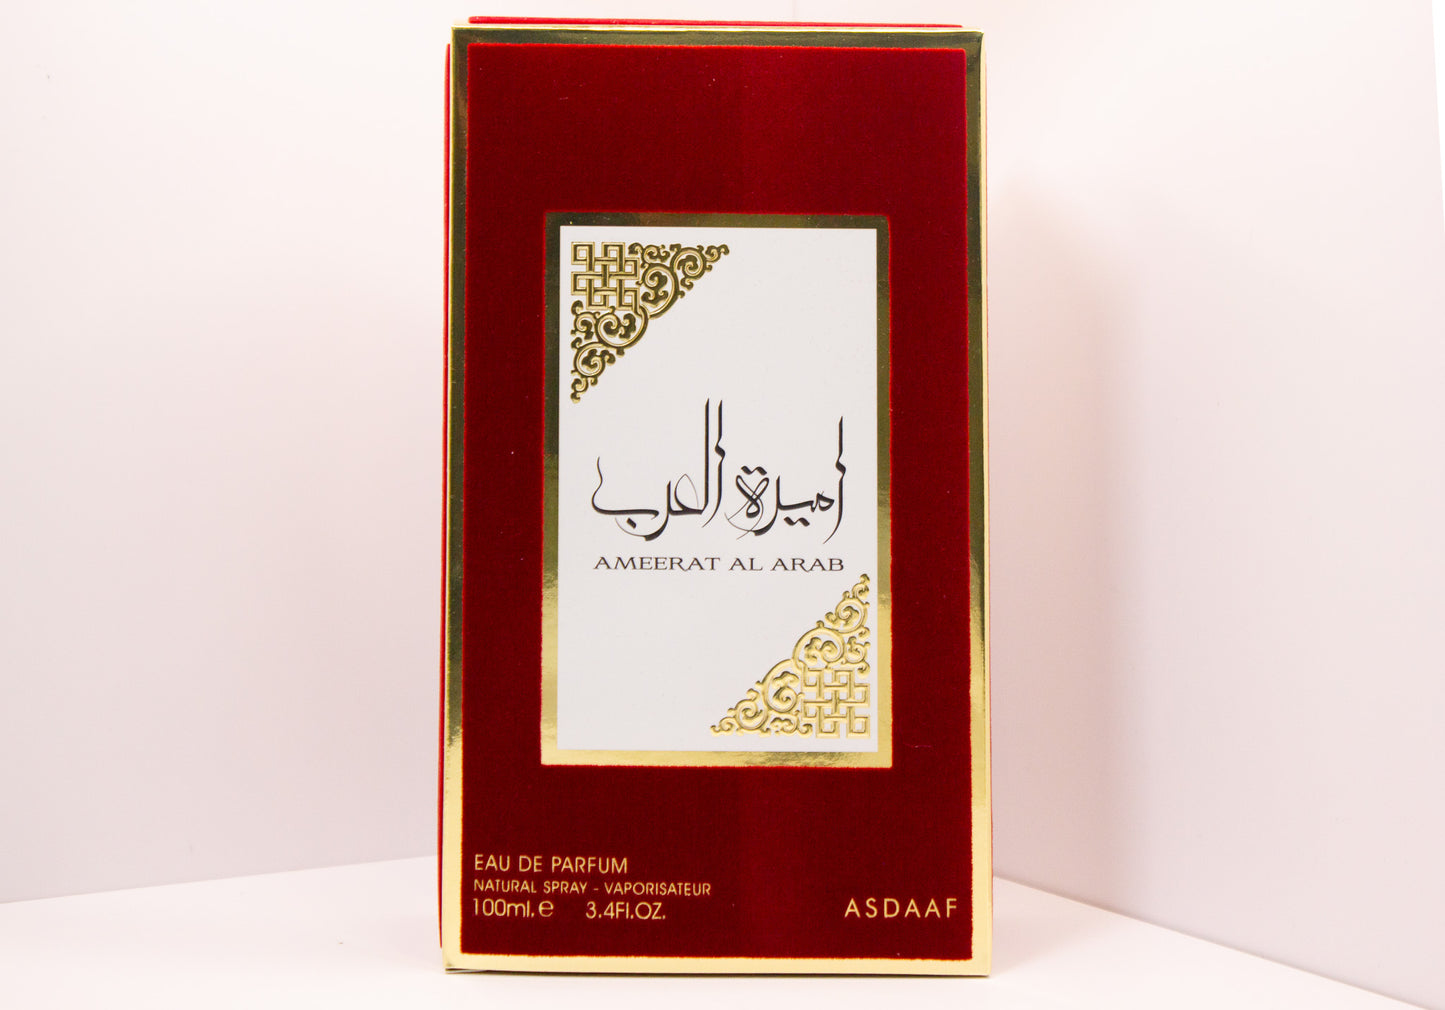 اميرة العرب
AMEERAT AL ARAB
EAU DE PARFUM
NATURAL SPRAY - VAPORISATEUR
100ml. e 3.4Fl.OZ.
ASDAAF